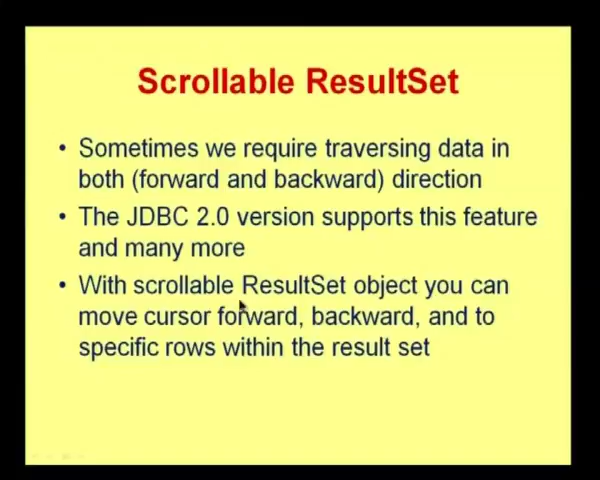 Scrollable ResultSet
• Sometimes we require traversing data in
both (forward and backward) direction
• The JDBC 2.0 version supports this feature
and many more
• With scrollable ResultSet object you can
move cursor forward, backward, and to
specific rows within the result set